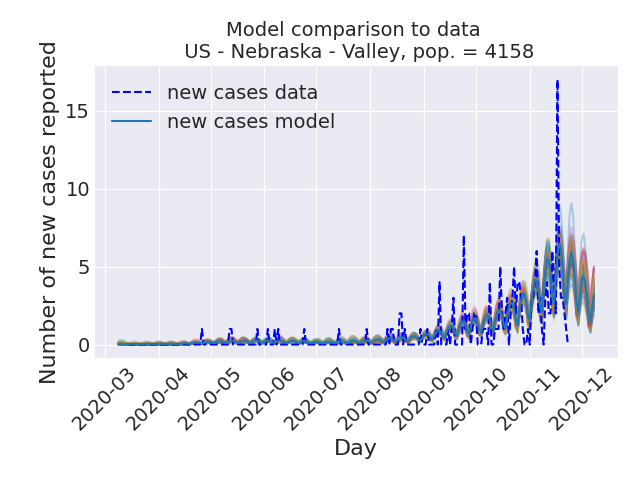 Model comparison to data
US - Nebraska - Valley, pop. = 4158
new cases data
new cases model
Number of new cases reported
15
10
5
0
2020-03
2020-04
2020-05
2020-06
2020-07
2020-08
2020-09
2020-10
2020-11
2020-12
Day